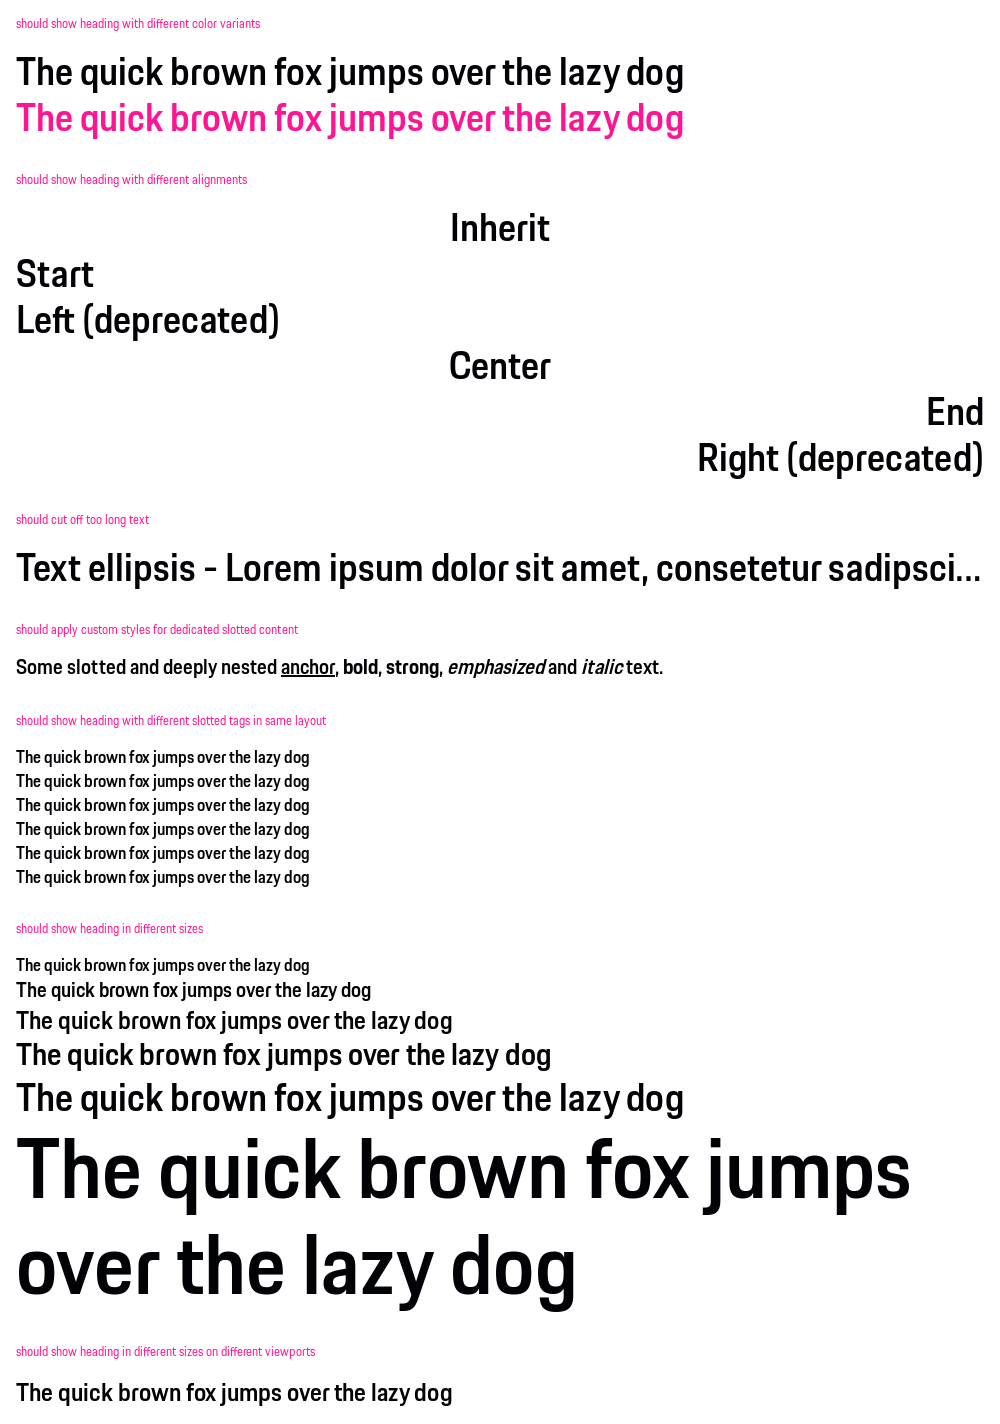 should show heading with different color variants
The quick brown fox jumps over the lazy dog
The quick brown fox jumps over the lazy dog
should show heading with different alignments
Inherit
Start
Left (deprecated)
Center
End
Right (deprecated)
should cut off too long text
Text ellipsis - Lorem ipsum dolor sit amet, consetetur sadipsci...
should apply custom styles for dedicated slotted content
Some slotted and deeply nested anchor, bold, strong, emphasized and italic text.
should show heading with different slotted tags in same layout
The quick brown fox jumps over the lazy dog
The quick brown fox jumps over the lazy dog
The quick brown fox jumps over the lazy dog
The quick brown fox jumps over the lazy dog
The quick brown fox jumps over the lazy dog
The quick brown fox jumps over the lazy dog
should show heading in different sizes
The quick brown fox jumps over the lazy dog
The quick brown fox jumps over the lazy dog
The quick brown fox jumps over the lazy dog
The quick brown fox jumps over the lazy dog
The quick brown fox jumps over the lazy dog
The quick brown fox jumps
over the lazy dog
should show heading in different sizes on different viewports
The quick brown fox jumps over the lazy dog